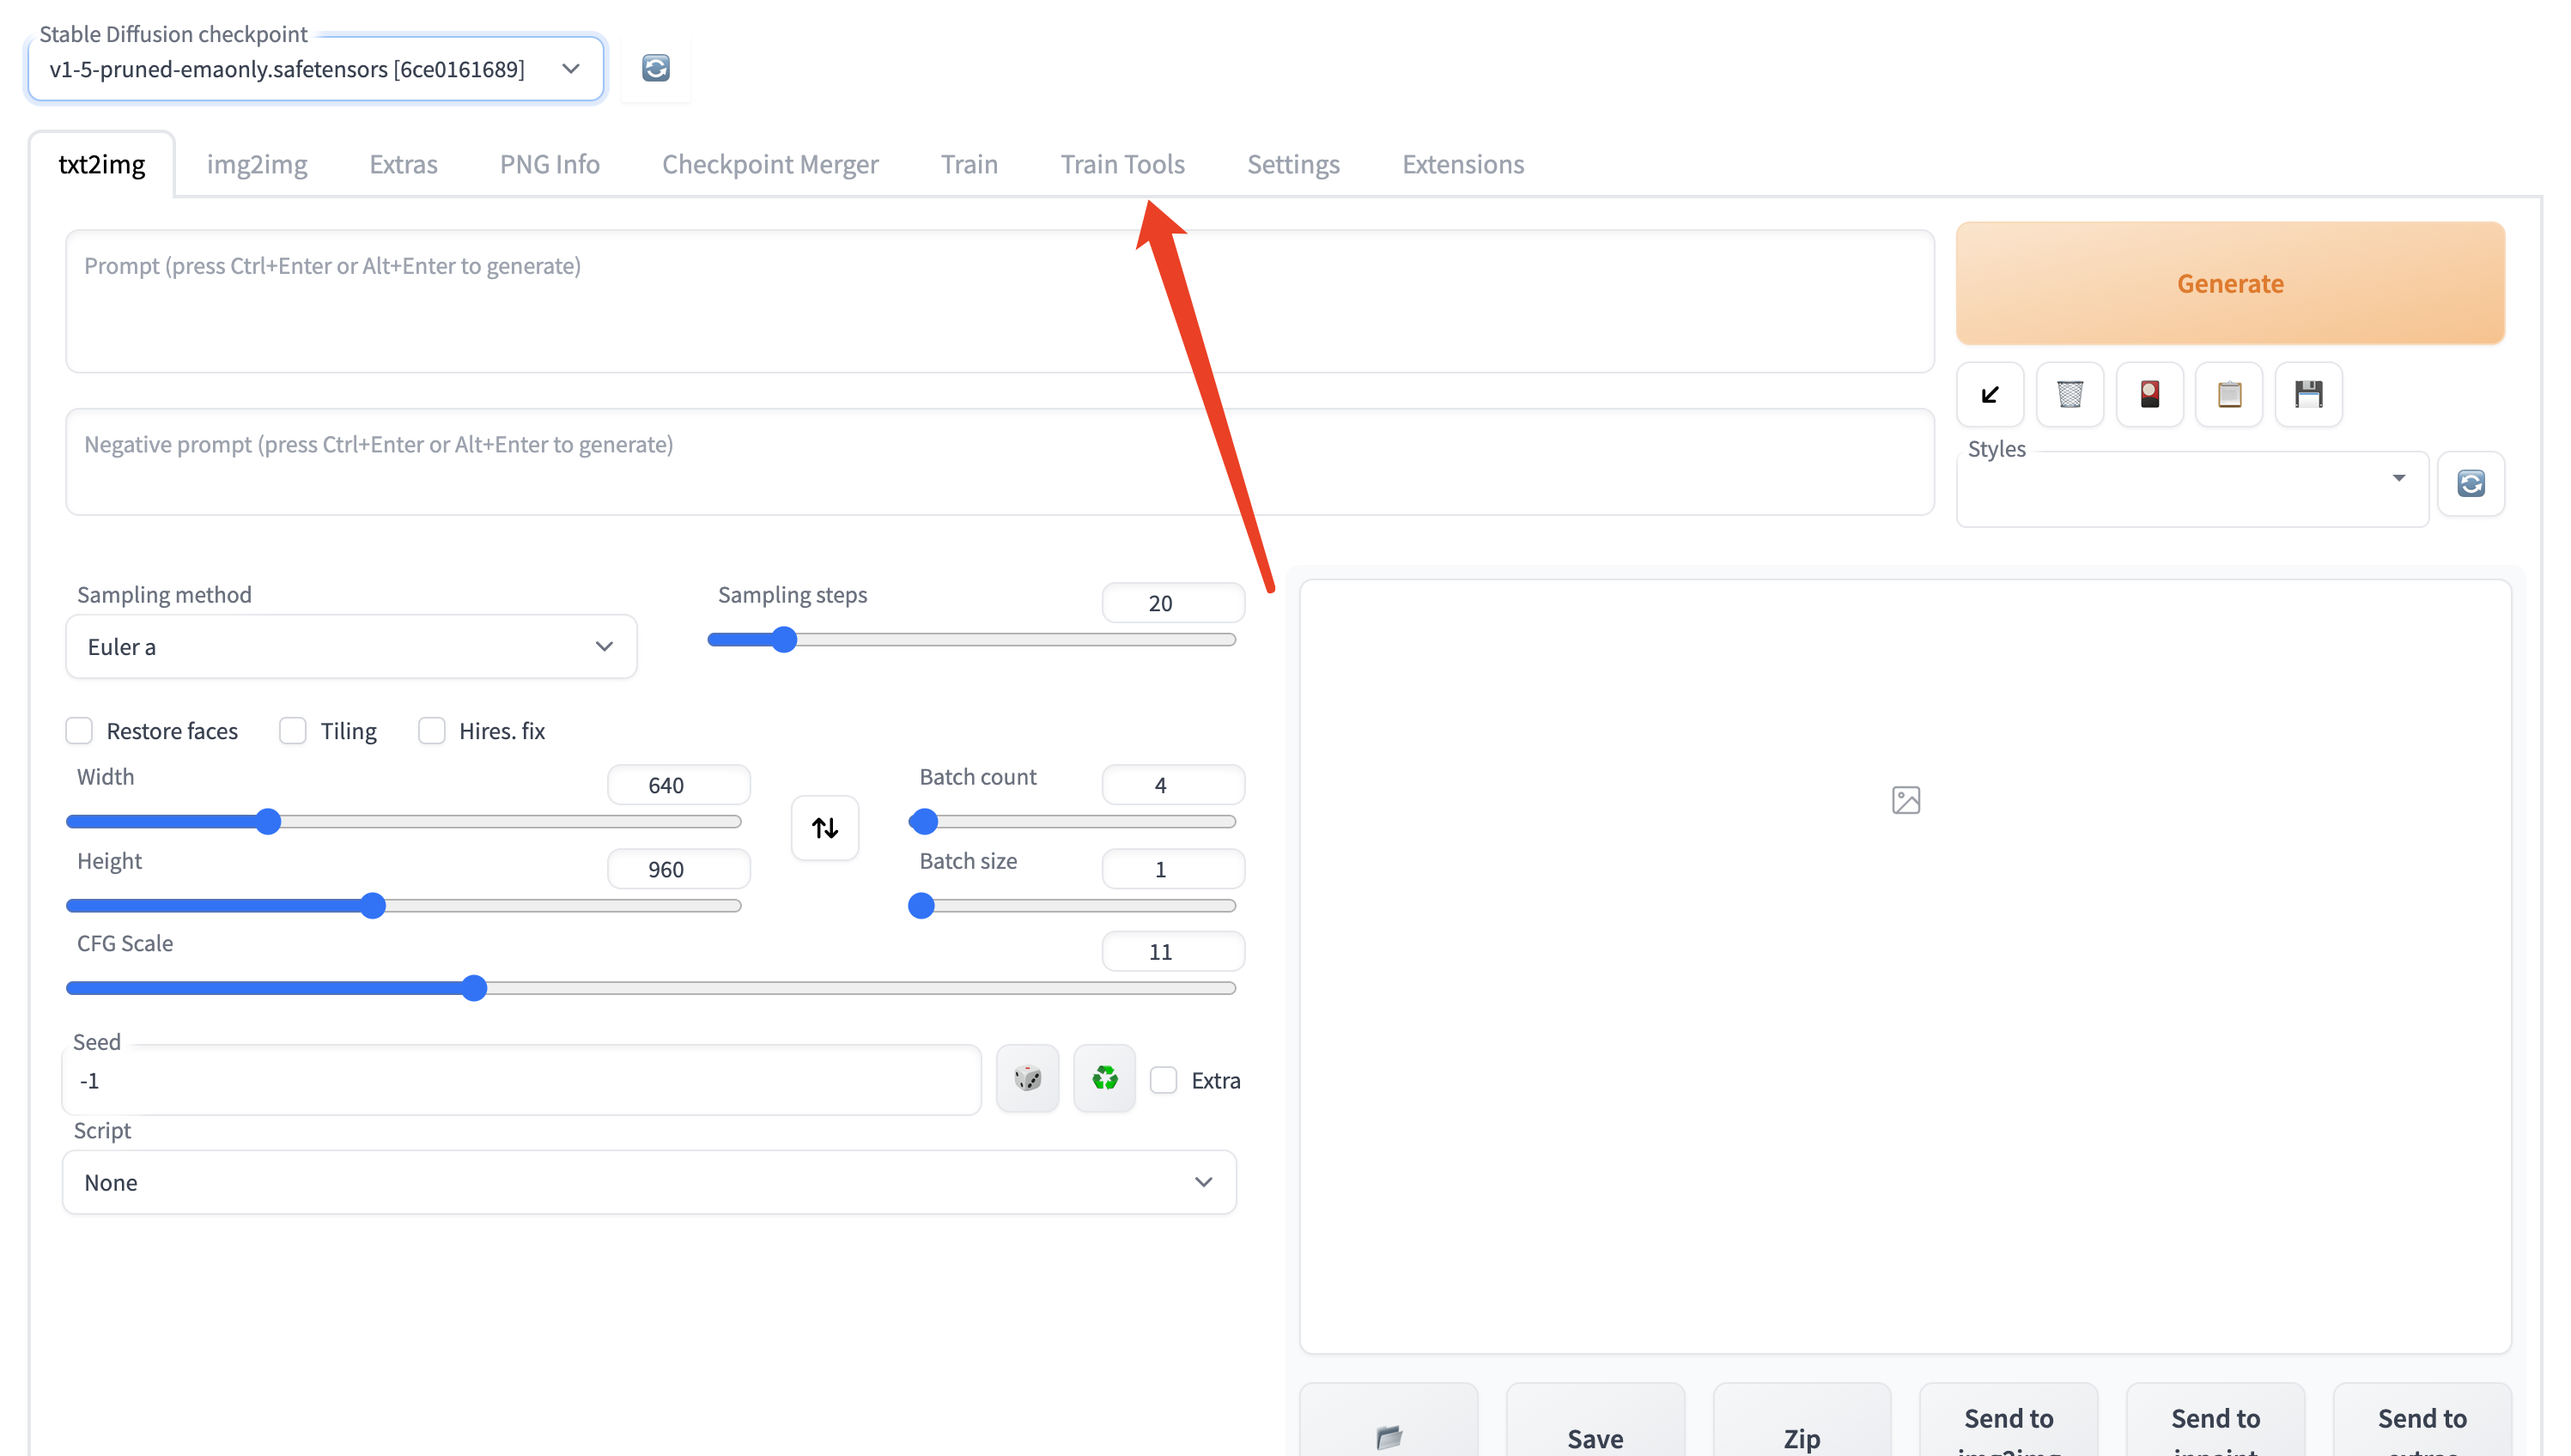 Stable Diffusion checkpoint
v1-5-pruned-emaonly.safetensors [6ce0161689]
txt2img img2img Extras PNG Info Checkpoint Merger Train Train Tools Settings Extensions
Prompt (press Ctrl+Enter or Alt+Enter to generate)
Generate
Negative prompt (press Ctrl+Enter or Alt+Enter to generate)
Styles
Sampling method
Euler a
Sampling steps
20
Restore faces Tiling Hires. fix
Width
640
Batch count
4
Height
960
Batch size
1
CFG Scale
11
Seed
-1
Extra
Script
None
Save
Zip
Send to
Send to
Send to